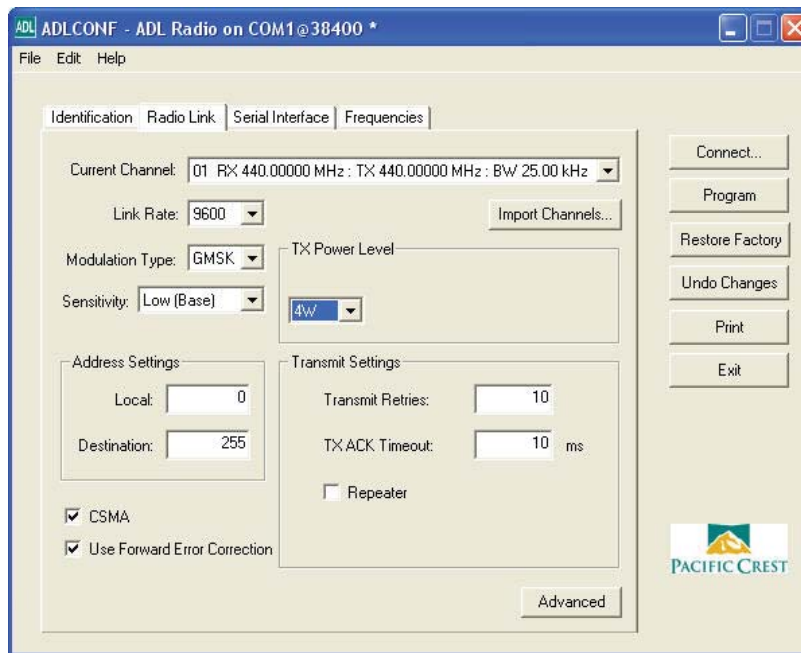 ADL ADLCONF - ADL Radio on COM1@38400 *
File Edit Help
Identification Radio Link Serial Interface Frequencies
Current Channel: 01 RX 440.00000 MHz : TX 440.00000 MHz : BW 25.00 kHz
Link Rate: 9600
Import Channels...
Modulation Type: GMSK
Sensitivity: Low (Base)
TX Power Level
4W
Address Settings
Local: 0
Destination: 255
Transmit Settings
Transmit Retries: 10
TX ACK Timeout: 10 ms
Repeater
CSMA
Use Forward Error Correction
Advanced
Connect...
Program
Restore Factory
Undo Changes
Print
Exit
PACIFIC CREST